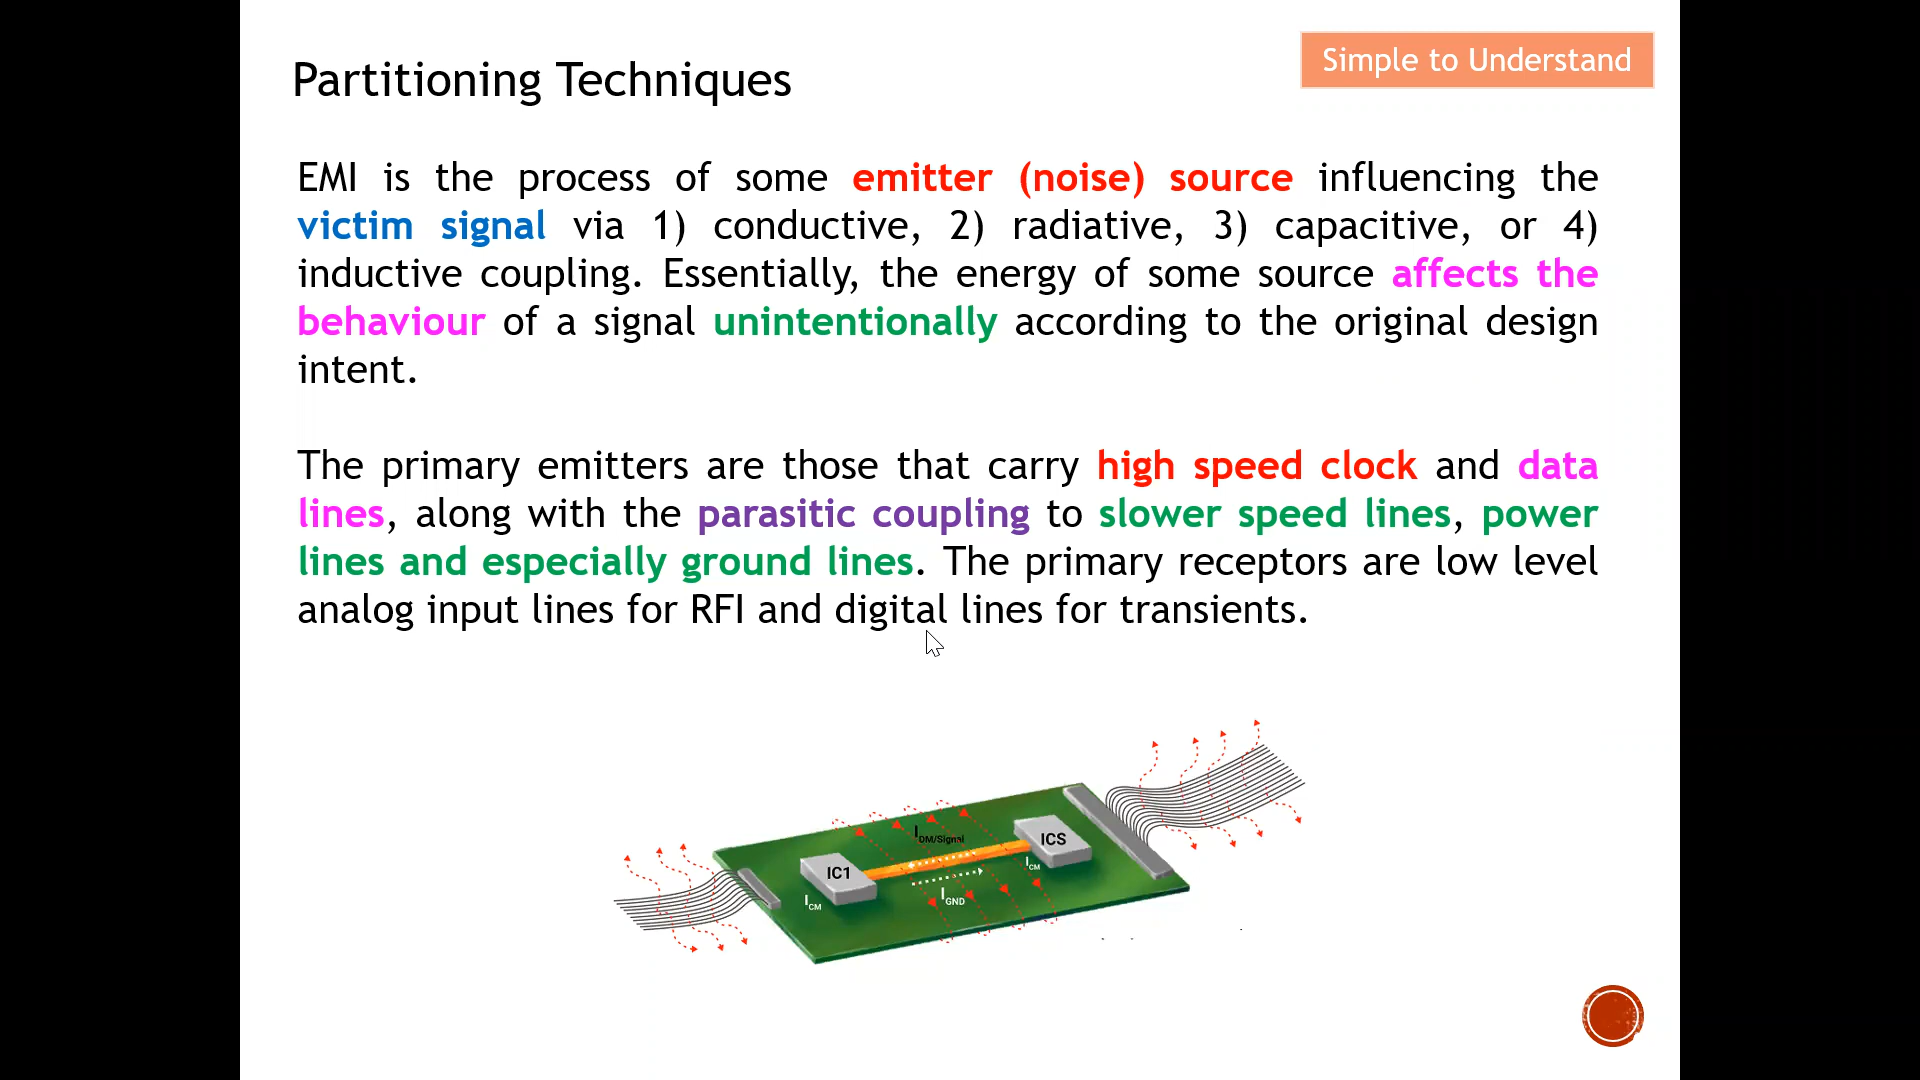 Simple to Understand
Partitioning Techniques
EMI is the process of some emitter (noise) source influencing the
victim signal via 1) conductive, 2) radiative, 3) capacitive, or 4)
inductive coupling. Essentially, the energy of some source affects the
behaviour of a signal unintentionally according to the original design
intent.
The primary emitters are those that carry high speed clock and data
lines, along with the parasitic coupling to slower speed lines, power
lines and especially ground lines. The primary receptors are low level
analog input lines for RFI and digital lines for transients.
IDM/Signal
ICS
ICM
IC1
IGND
ICM